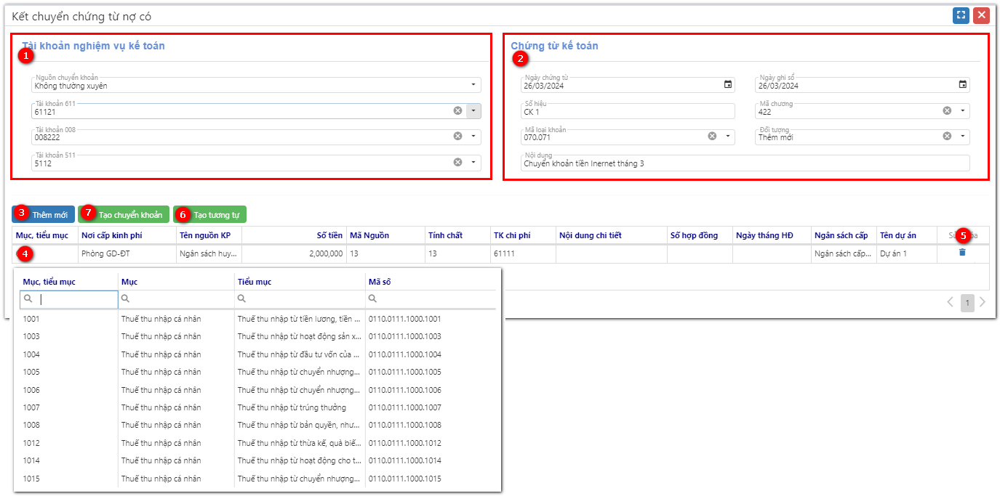 Kết chuyển chứng từ nợ có
Tài khoản nghiệm vụ kế toán
1
Nguồn chuyển khoản
Không thường xuyên
Tài khoản 611
61121
Tài khoản 008
008222
Tài khoản 511
5112
Chứng từ kế toán
2
Ngày chứng từ
26/03/2024
Ngày ghi sổ
26/03/2024
Số hiệu
CK 1
Mã chương
422
Mã loại khoản
070.071
Đối tượng
Thêm mới
Nội dung
Chuyển khoản tiền Inernet tháng 3
3 Thêm mới 7 Tạo chuyển khoản 6 Tạo tương tự
Mục, tiểu mục Nơi cấp kinh phí Tên nguồn KP Số tiền Mã Nguồn Tính chất TK chi phí Nội dung chi tiết Số hợp đồng Ngày tháng HĐ Ngân sách cấp Tên dự án 5
4 Phòng GD-ĐT Ngân sách huy... 2,000,000 13 13 61111 Ngân sách cấp... Dự án 1
1
Mục, tiểu mục Mục Tiểu mục Mã số
1001 Thuế thu nhập cá nhân Thuế thu nhập từ tiền lương, tiền ... 0110.0111.1000.1001
1003 Thuế thu nhập cá nhân Thuế thu nhập từ hoạt động sản x... 0110.0111.1000.1003
1004 Thuế thu nhập cá nhân Thuế thu nhập từ đầu tư vốn của ... 0110.0111.1000.1004
1005 Thuế thu nhập cá nhân Thuế thu nhập từ chuyển nhượng... 0110.0111.1000.1005
1006 Thuế thu nhập cá nhân Thuế thu nhập từ chuyển nhượng... 0110.0111.1000.1006
1007 Thuế thu nhập cá nhân Thuế thu nhập từ trúng thưởng 0110.0111.1000.1007
1008 Thuế thu nhập cá nhân Thuế thu nhập từ bản quyền, như... 0110.0111.1000.1008
1012 Thuế thu nhập cá nhân Thuế thu nhập từ thừa kế, quà biế... 0110.0111.1000.1012
1014 Thuế thu nhập cá nhân Thuế thu nhập từ hoạt động cho t... 0110.0111.1000.1014
1015 Thuế thu nhập cá nhân Thuế thu nhập từ chuyển nhượng... 0110.0111.1000.1015